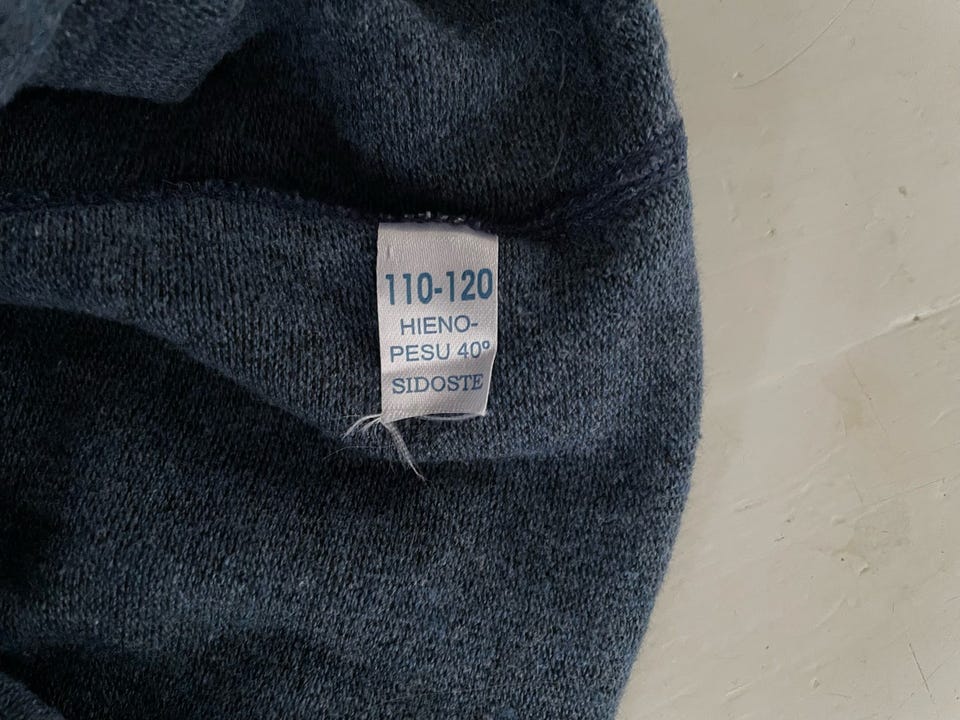 110-120
HIENO-
PESU 40°
SIDOSTE